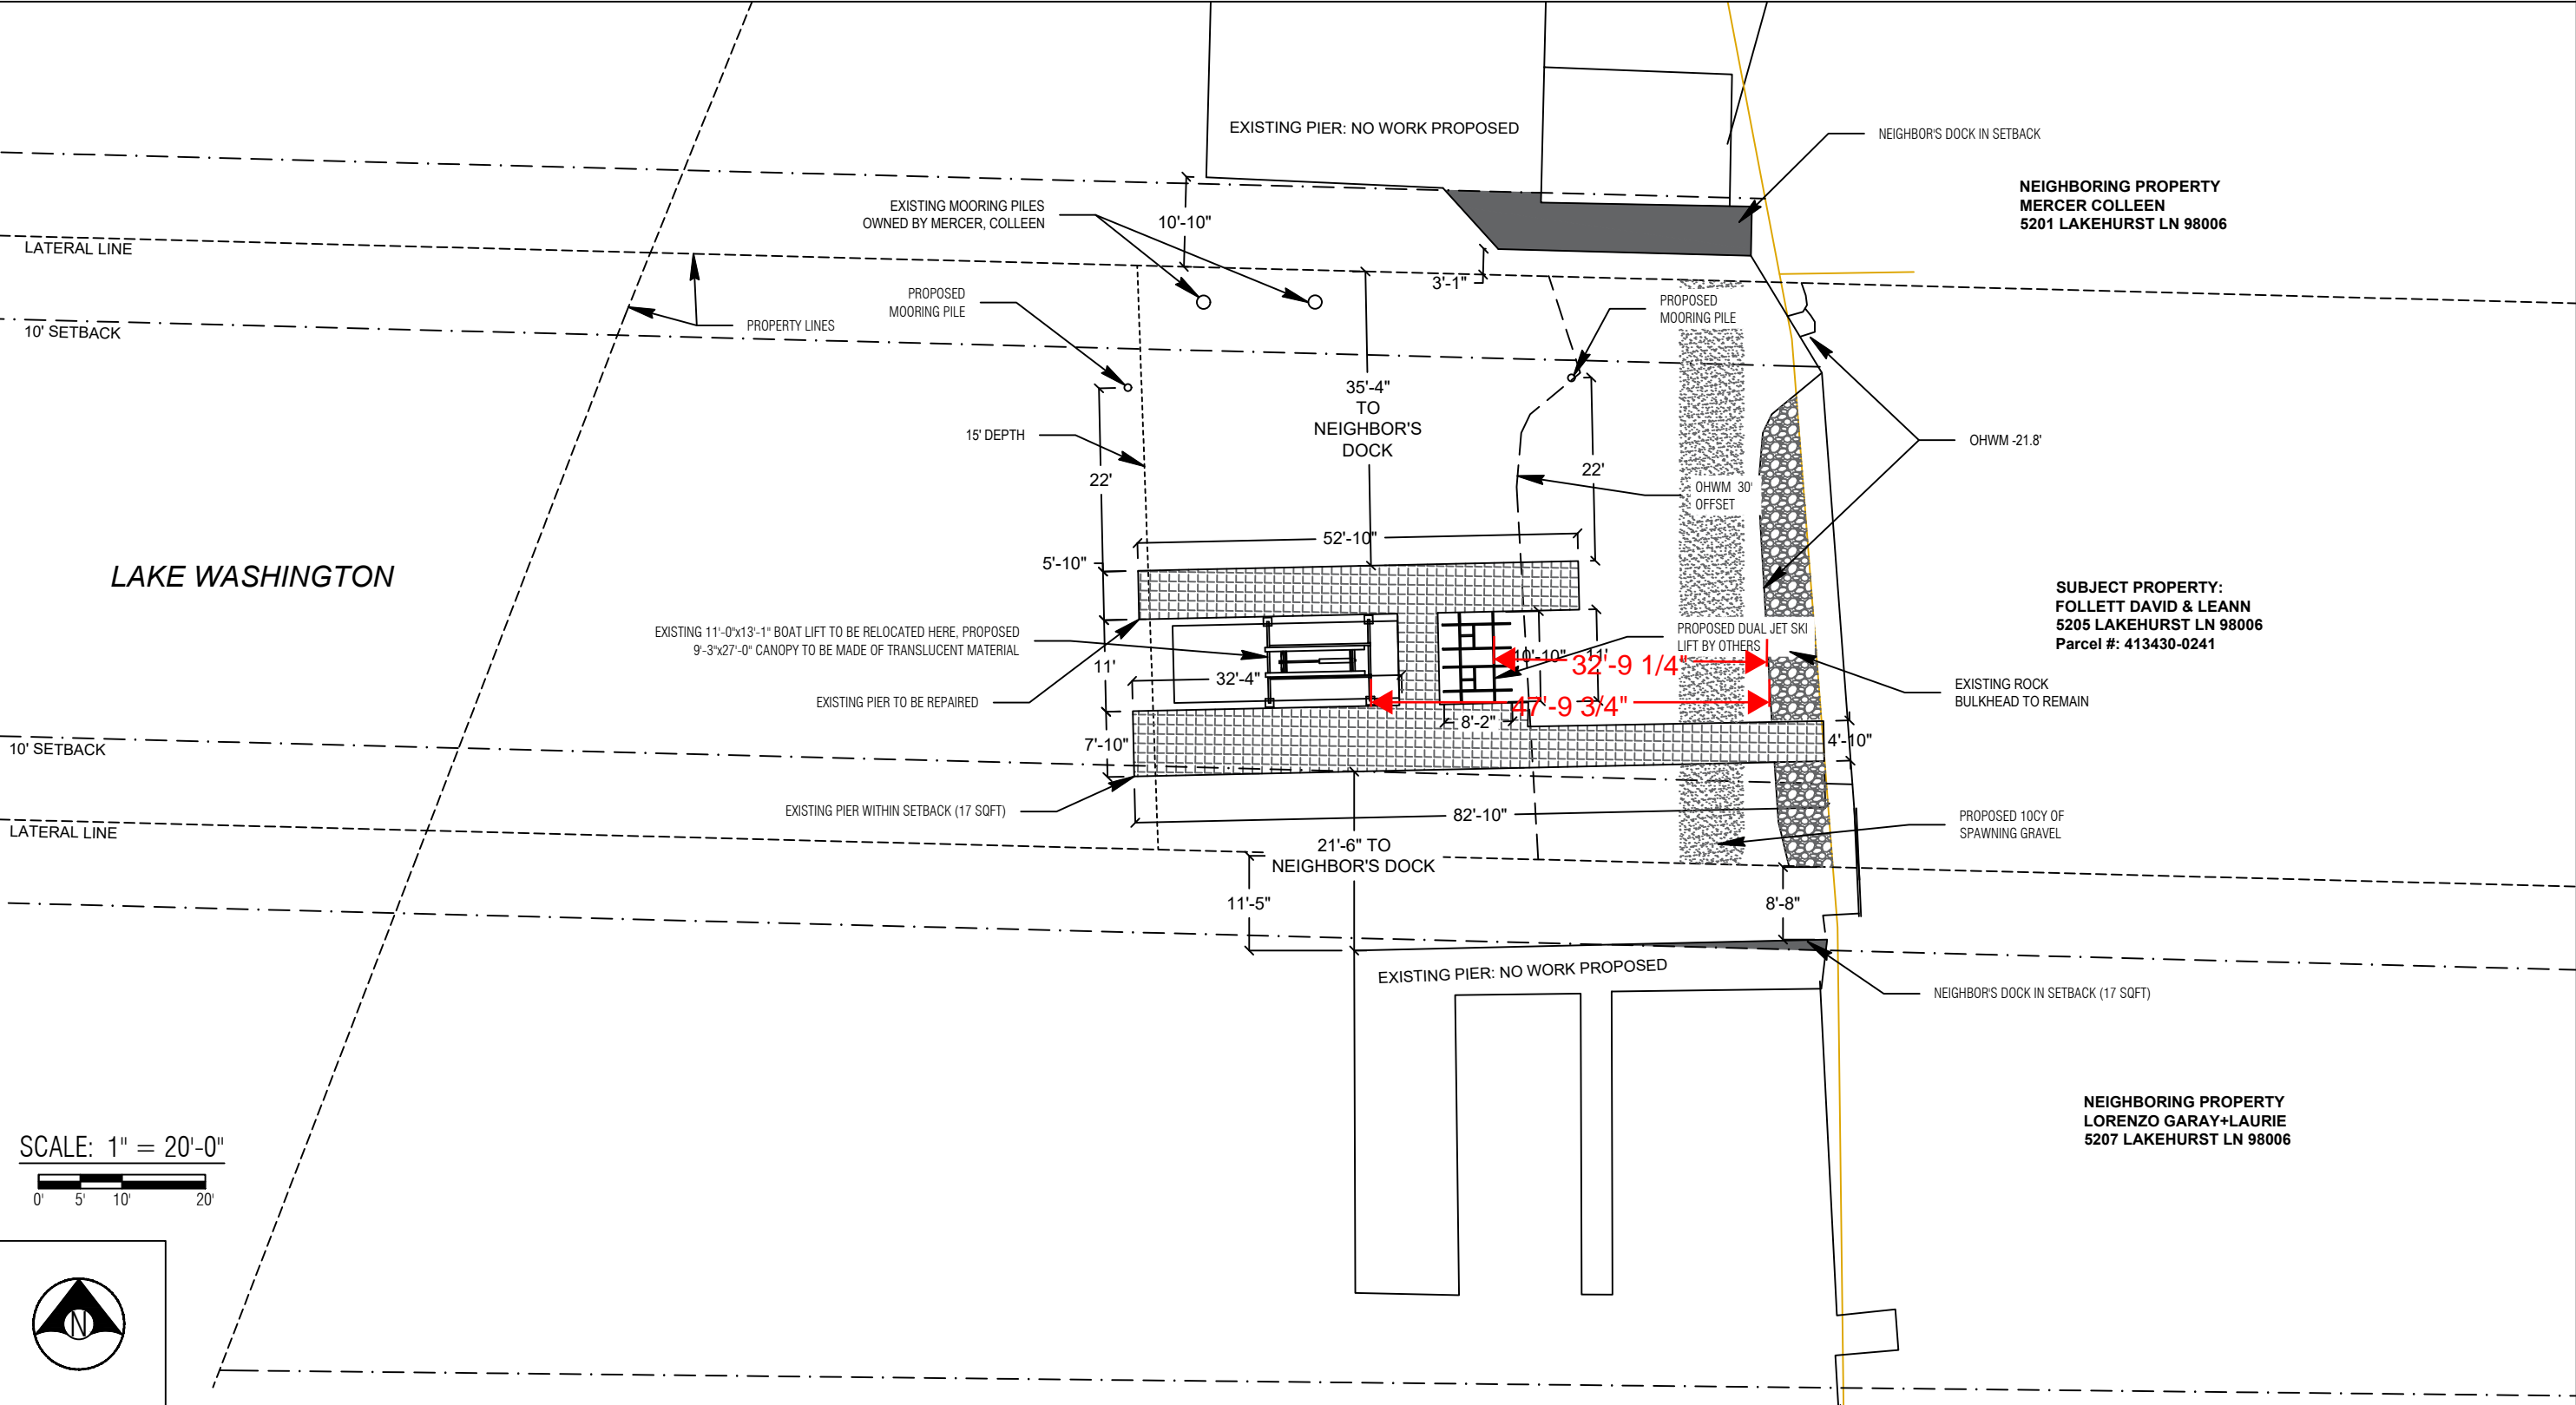 EXISTING PIER: NO WORK PROPOSED
NEIGHBOR'S DOCK IN SETBACK
NEIGHBORING PROPERTY
MERCER COLLEEN
5201 LAKEHURST LN 98006
EXISTING MOORING PILES
OWNED BY MERCER, COLLEEN
10'-10"
LATERAL LINE
3'-1"
PROPOSED
MOORING PILE
PROPOSED
MOORING PILE
PROPERTY LINES
10' SETBACK
35'-4"
TO
NEIGHBOR'S
DOCK
15' DEPTH
OHWM -21.8'
22'
22'
OHWM 30'
OFFSET
52'-10"
5'-10"
LAKE WASHINGTON
SUBJECT PROPERTY:
FOLLETT DAVID & LEANN
5205 LAKEHURST LN 98006
Parcel #: 413430-0241
EXISTING 11'-0"x13'-1" BOAT LIFT TO BE RELOCATED HERE, PROPOSED
9'-3"x27'-0" CANOPY TO BE MADE OF TRANSLUCENT MATERIAL
PROPOSED DUAL JET SKI
LIFT BY OTHERS
10'-10"
11'
32'-9 1/4"
11'
32'-4"
EXISTING PIER TO BE REPAIRED
47'-9 3/4"
EXISTING ROCK
BULKHEAD TO REMAIN
8'-2"
7'-10"
4'-10"
10' SETBACK
EXISTING PIER WITHIN SETBACK (17 SQFT)
82'-10"
PROPOSED 10CY OF
SPAWNING GRAVEL
LATERAL LINE
21'-6" TO
NEIGHBOR'S DOCK
11'-5"
8'-8"
EXISTING PIER: NO WORK PROPOSED
NEIGHBOR'S DOCK IN SETBACK (17 SQFT)
NEIGHBORING PROPERTY
LORENZO GARAY+LAURIE
5207 LAKEHURST LN 98006
SCALE: 1" = 20'-0"
0' 5' 10' 20'
N